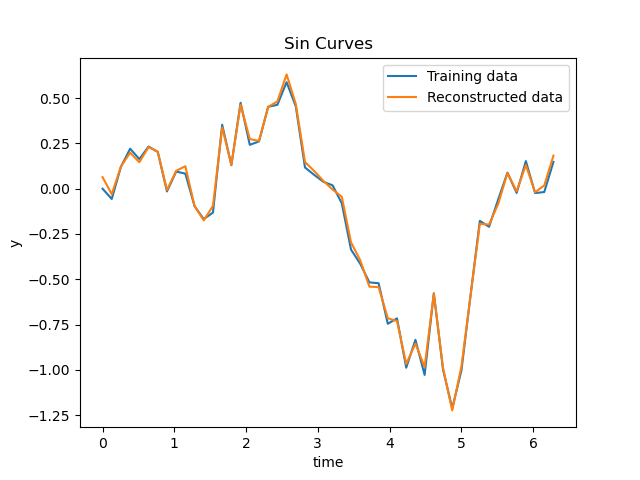 Sin Curves
Training data
Reconstructed data
0.50
0.25
0.00
−0.25
−0.50
−0.75
−1.00
−1.25
y
0 1 2 3 4 5 6
time